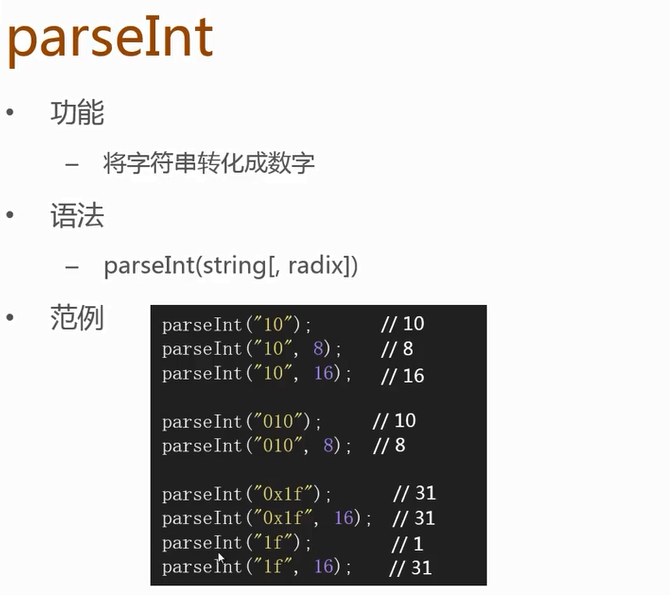 parseInt
• 功能
– 将字符串转化成数字
• 语法
– parseInt(string[, radix])
• 范例
parseInt("10"); // 10
parseInt("10", 8); // 8
parseInt("10", 16); // 16
parseInt("010"); // 10
parseInt("010", 8); // 8
parseInt("0x1f"); // 31
parseInt("0x1f", 16); // 31
parseInt("1f"); // 1
parseInt("1f", 16); // 31